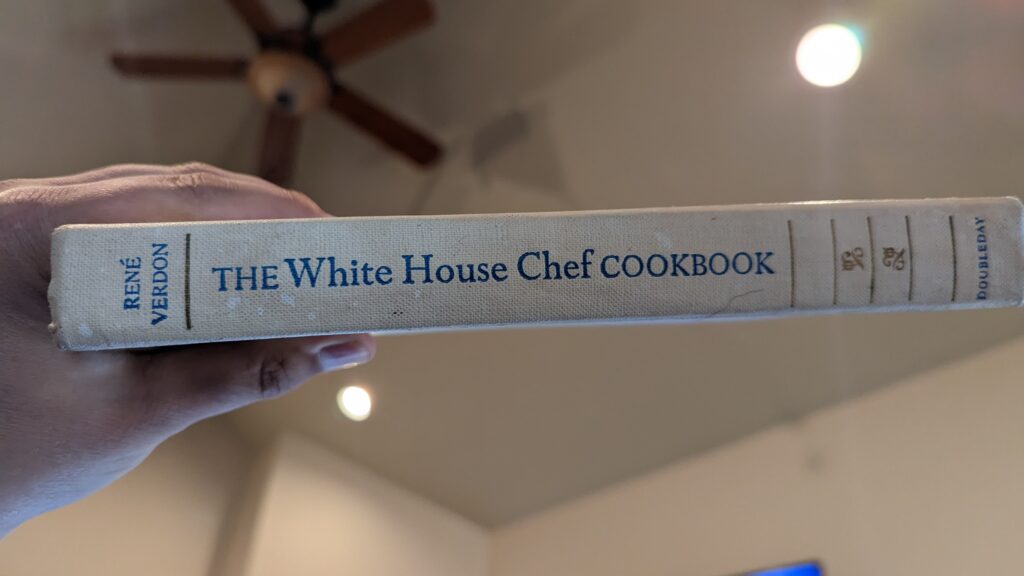 RENÉ
VERDON
THE White House Chef COOKBOOK
DOUBLEDAY